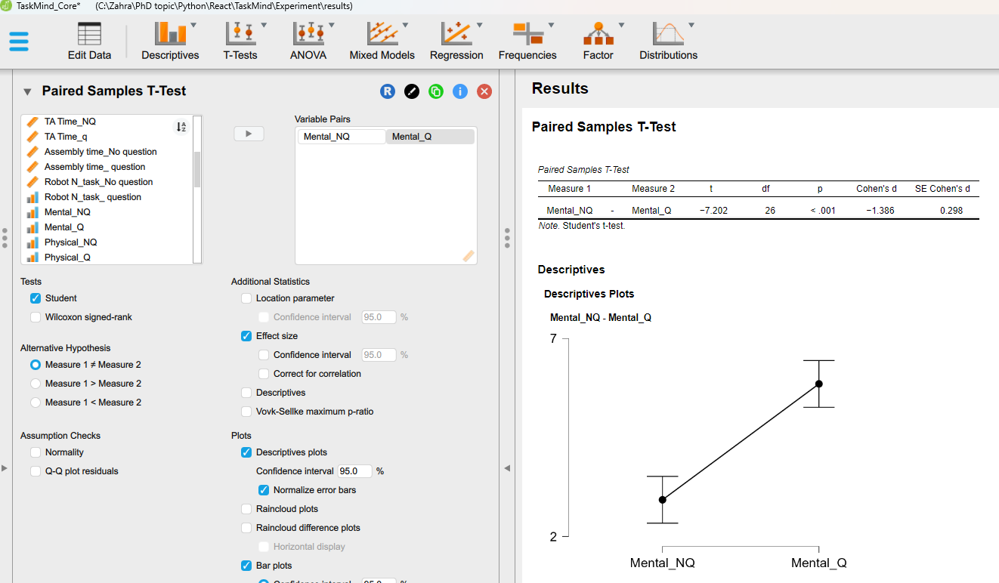 TaskMind_Core* (C:\Zahra\PhD topic\Python\React\TaskMind\Experiment\results)
Edit Data
Descriptives
T-Tests
ANOVA
Mixed Models
Regression
Frequencies
Factor
Distributions
Paired Samples T-Test
R
i
TA Time_NQ
TA Time_q
Assembly time_No question
Assembly time_ question
Robot N_task_No question
Robot N_task_ question
Mental_NQ
Mental_Q
Physical_NQ
Physical_Q
A
Z
Variable Pairs
Mental_NQ Mental_Q
Tests
Student
Wilcoxon signed-rank
Alternative Hypothesis
Measure 1 ≠ Measure 2
Measure 1 > Measure 2
Measure 1 < Measure 2
Assumption Checks
Normality
Q-Q plot residuals
Additional Statistics
Location parameter
Confidence interval 95.0 %
Effect size
Confidence interval 95.0 %
Correct for correlation
Descriptives
Vovk-Sellke maximum p-ratio
Plots
Descriptives plots
Confidence interval 95.0 %
Normalize error bars
Raincloud plots
Raincloud difference plots
Horizontal display
Bar plots
Confidence interval 95.0 %
Results
Paired Samples T-Test
Paired Samples T-Test
Measure 1 Measure 2 t df p Cohen's d SE Cohen's d
Mental_NQ - Mental_Q −7.202 26 < .001 −1.386 0.298
Note. Student's t-test.
Descriptives
Descriptives Plots
Mental_NQ - Mental_Q
7
2
Mental_NQ Mental_Q